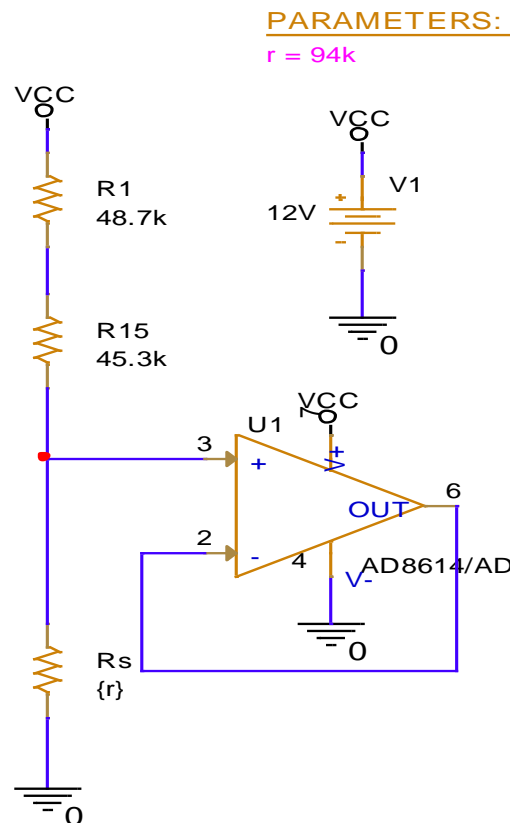 PARAMETERS:
r = 94k
VCC
R1
48.7k
VCC
V1
12V
+
-
0
R15
45.3k
VCC
7
U1
V+
3
+
2
-
OUT
6
4
V-
AD8614/AD
0
Rs
{r}
0